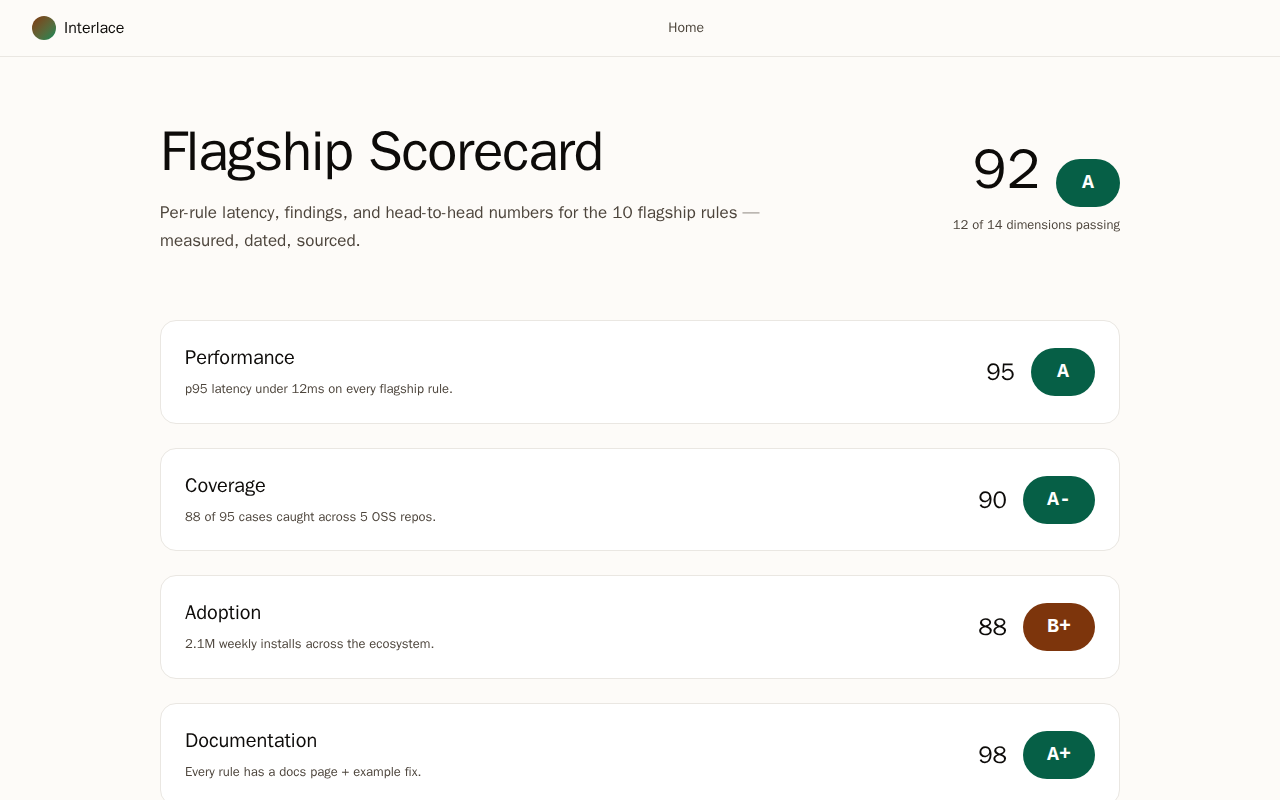 Interlace
Home
Flagship Scorecard
Per-rule latency, findings, and head-to-head numbers for the 10 flagship rules —
measured, dated, sourced.
92
A
12 of 14 dimensions passing
Performance
p95 latency under 12ms on every flagship rule.
95
A
Coverage
88 of 95 cases caught across 5 OSS repos.
90
A-
Adoption
2.1M weekly installs across the ecosystem.
88
B+
Documentation
Every rule has a docs page + example fix.
98
A+